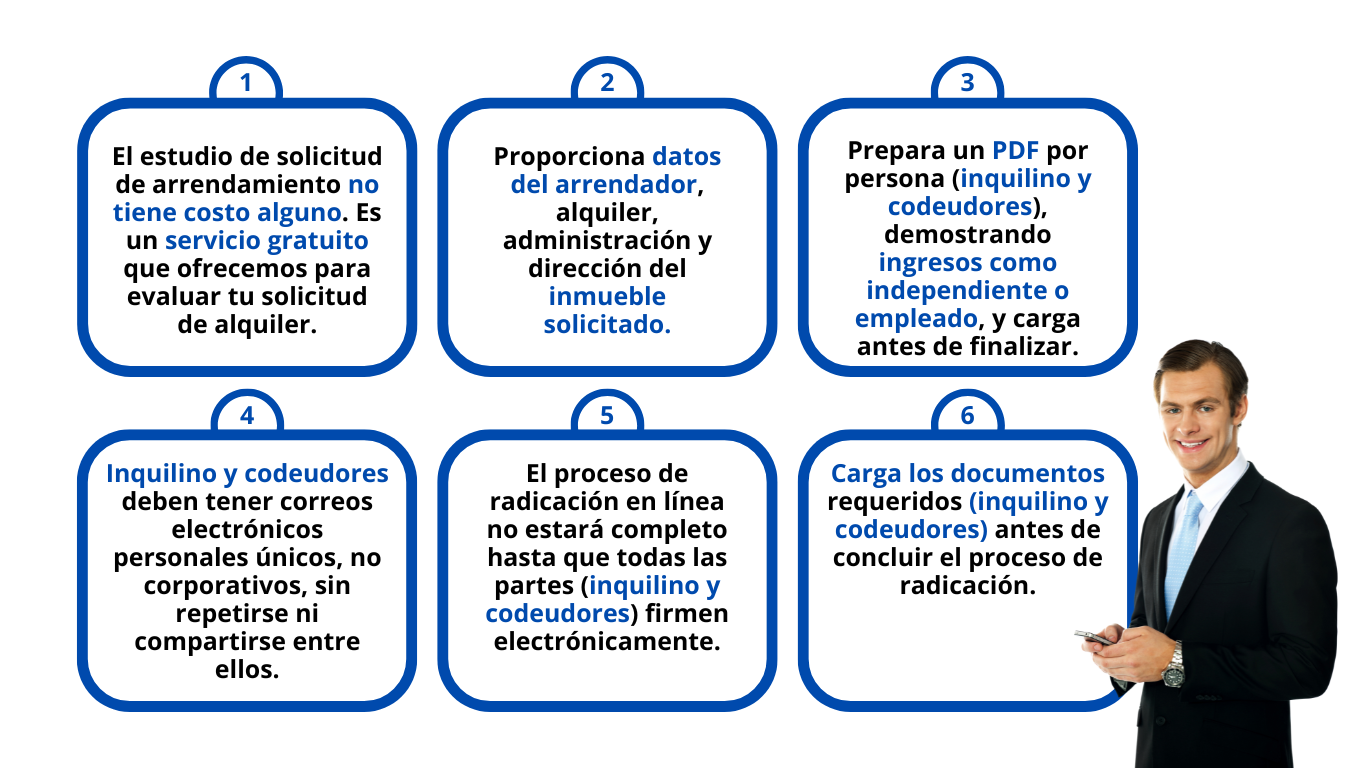 1
El estudio de solicitud
de arrendamiento no
tiene costo alguno. Es
un servicio gratuito
que ofrecemos para
evaluar tu solicitud
de alquiler.
2
Proporciona datos
del arrendador,
alquiler,
administración y
dirección del
inmueble
solicitado.
3
Prepara un PDF por
persona (inquilino y
codeudores),
demostrando
ingresos como
independiente o
empleado, y carga
antes de finalizar.
4
Inquilino y codeudores
deben tener correos
electrónicos
personales únicos, no
corporativos, sin
repetirse ni
compartirse entre
ellos.
5
El proceso de
radicación en línea
no estará completo
hasta que todas las
partes (inquilino y
codeudores) firmen
electrónicamente.
6
Carga los documentos
requeridos (inquilino y
codeudores) antes de
concluir el proceso de
radicación.